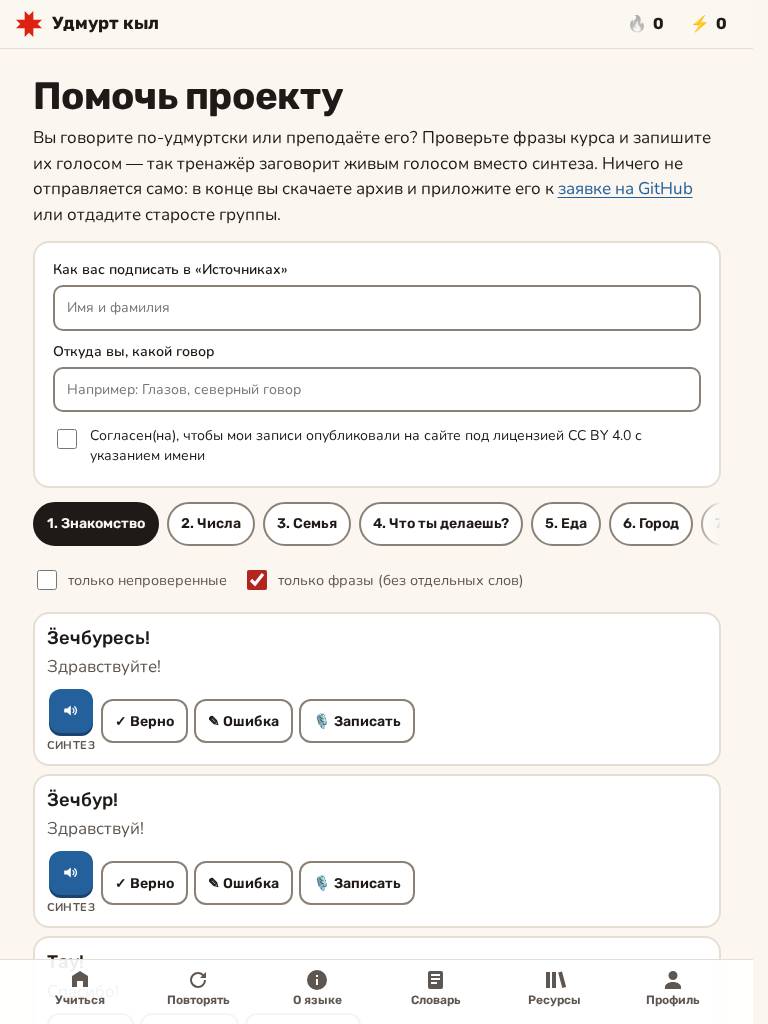 Удмурт кыл
0
0
Помочь проекту
Вы говорите по-удмуртски или преподаёте его? Проверьте фразы курса и запишите
их голосом — так тренажёр заговорит живым голосом вместо синтеза. Ничего не
отправляется само: в конце вы скачаете архив и приложите его к заявке на GitHub
или отдадите старосте группы.
Как вас подписать в «Источниках»
Имя и фамилия
Откуда вы, какой говор
Например: Глазов, северный говор
Согласен(на), чтобы мои записи опубликовали на сайте под лицензией CC BY 4.0 с
указанием имени
1. Знакомство
2. Числа
3. Семья
4. Что ты делаешь?
5. Еда
6. Город
только непроверенные
только фразы (без отдельных слов)
Ӟечбуресь!
Здравствуйте!
СИНТЕЗ
✓ Верно
✎ Ошибка
Записать
Ӟечбур!
Здравствуй!
СИНТЕЗ
✓ Верно
✎ Ошибка
Записать
Тау!
Спасибо!
Учиться
Повторять
О языке
Словарь
Ресурсы
Профиль